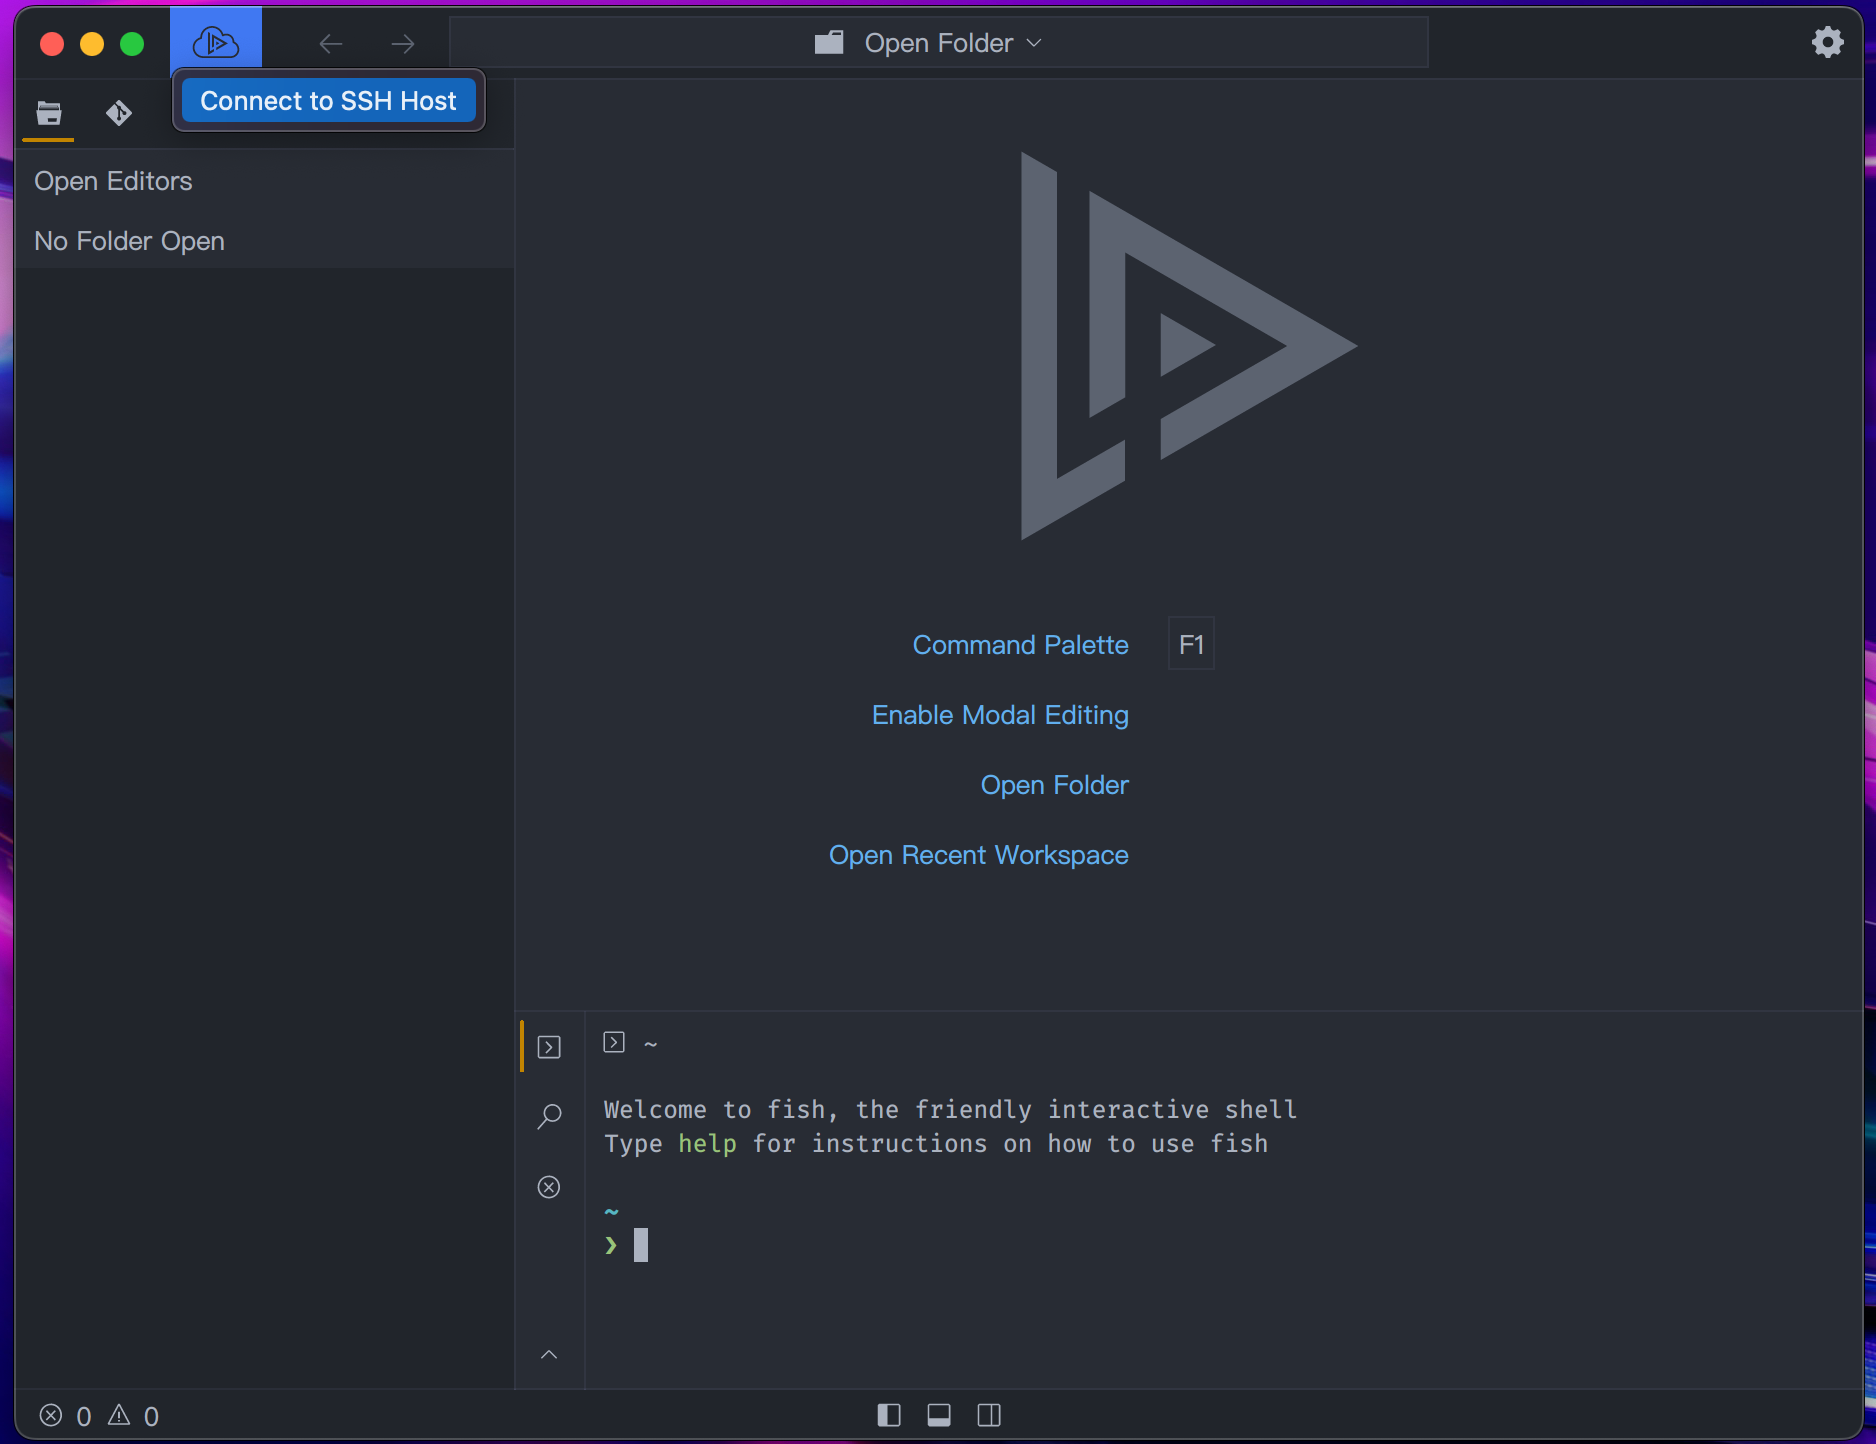 Open Folder
Connect to SSH Host
Open Editors
No Folder Open
Command Palette F1
Enable Modal Editing
Open Folder
Open Recent Workspace
~
Welcome to fish, the friendly interactive shell
Type help for instructions on how to use fish
~
❯
0 0